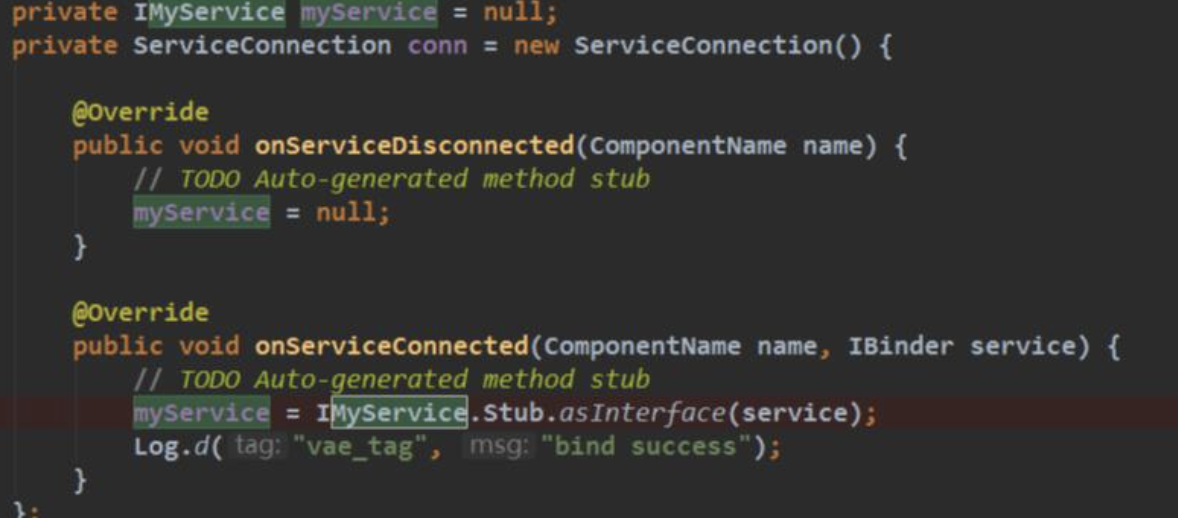 private IMyService myService = null;
private ServiceConnection conn = new ServiceConnection() {
@Override
public void onServiceDisconnected(ComponentName name) {
// TODO Auto-generated method stub
myService = null;
}
@Override
public void onServiceConnected(ComponentName name, IBinder service) {
// TODO Auto-generated method stub
myService = IMyService.Stub.asInterface(service);
Log.d( tag: "vae_tag", msg: "bind success");
}
};